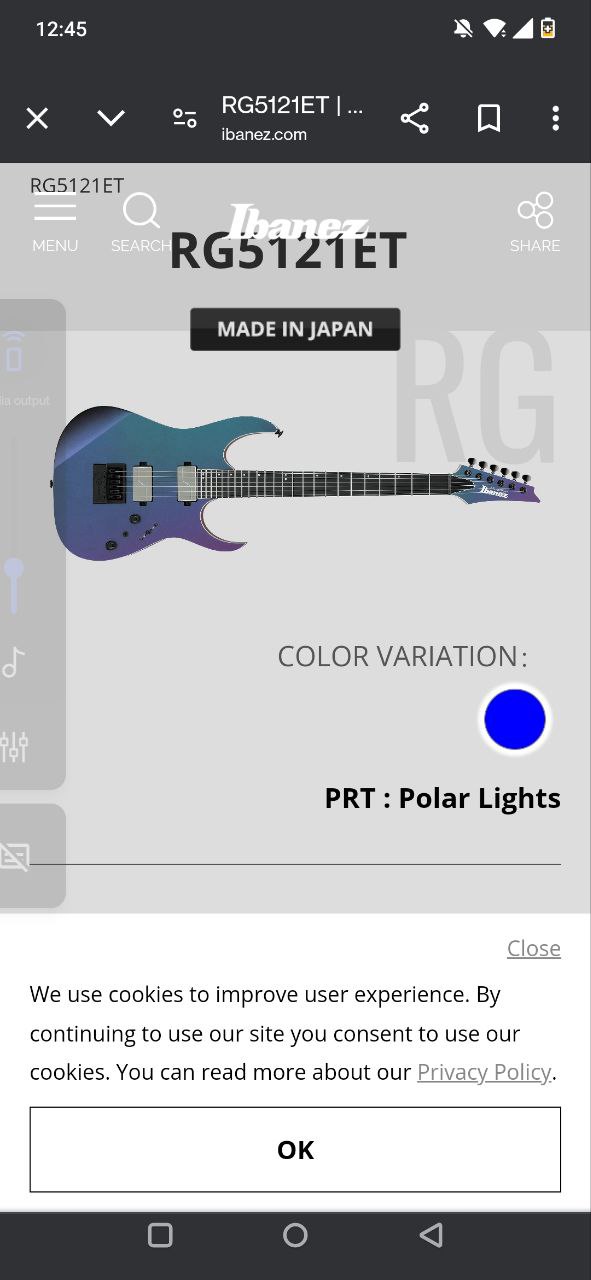 12:45
RG5121ET | ...
ibanez.com
RG5121ET
Ibanez
MENU
SEARCH
SHARE
RG5121ET
MADE IN JAPAN
RG
dia output
Ibanez
COLOR VARIATION:
PRT : Polar Lights
Close
We use cookies to improve user experience. By
continuing to use our site you consent to use our
cookies. You can read more about our Privacy Policy.
OK